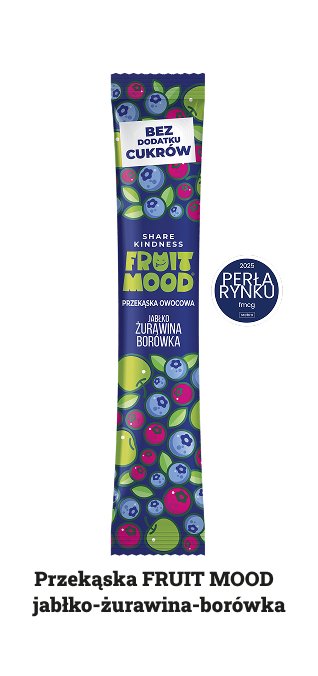 BEZ
DODATKU
CUKRÓW
SHARE
KINDNESS
FRUIT
MOOD
PRZEKĄSKA OWOCOWA
JABŁKO
ŻURAWINA
BORÓWKA
2025
PERŁA
RYNKU
fmcg
Przekąska FRUIT MOOD
jabłko-żurawina-borówka